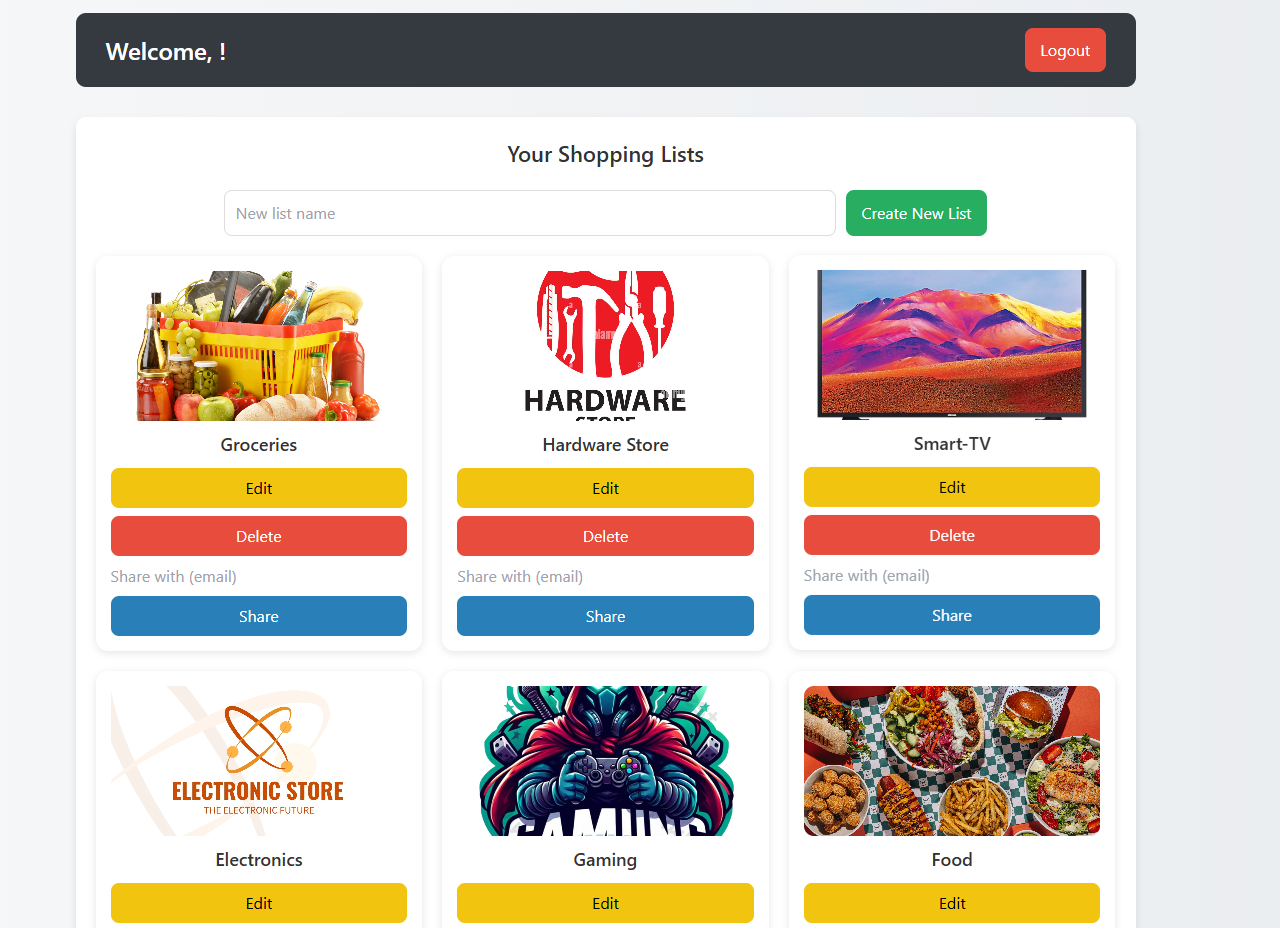 Welcome, !
Logout
Your Shopping Lists
New list name
Create New List
HARDWARE
STORE
Groceries
Hardware Store
Smart-TV
Edit
Edit
Edit
Delete
Delete
Delete
Share with (email)
Share with (email)
Share with (email)
Share
Share
Share
ELECTRONIC STORE
THE ELECTRONIC FUTURE
GAMIING
Electronics
Gaming
Food
Edit
Edit
Edit